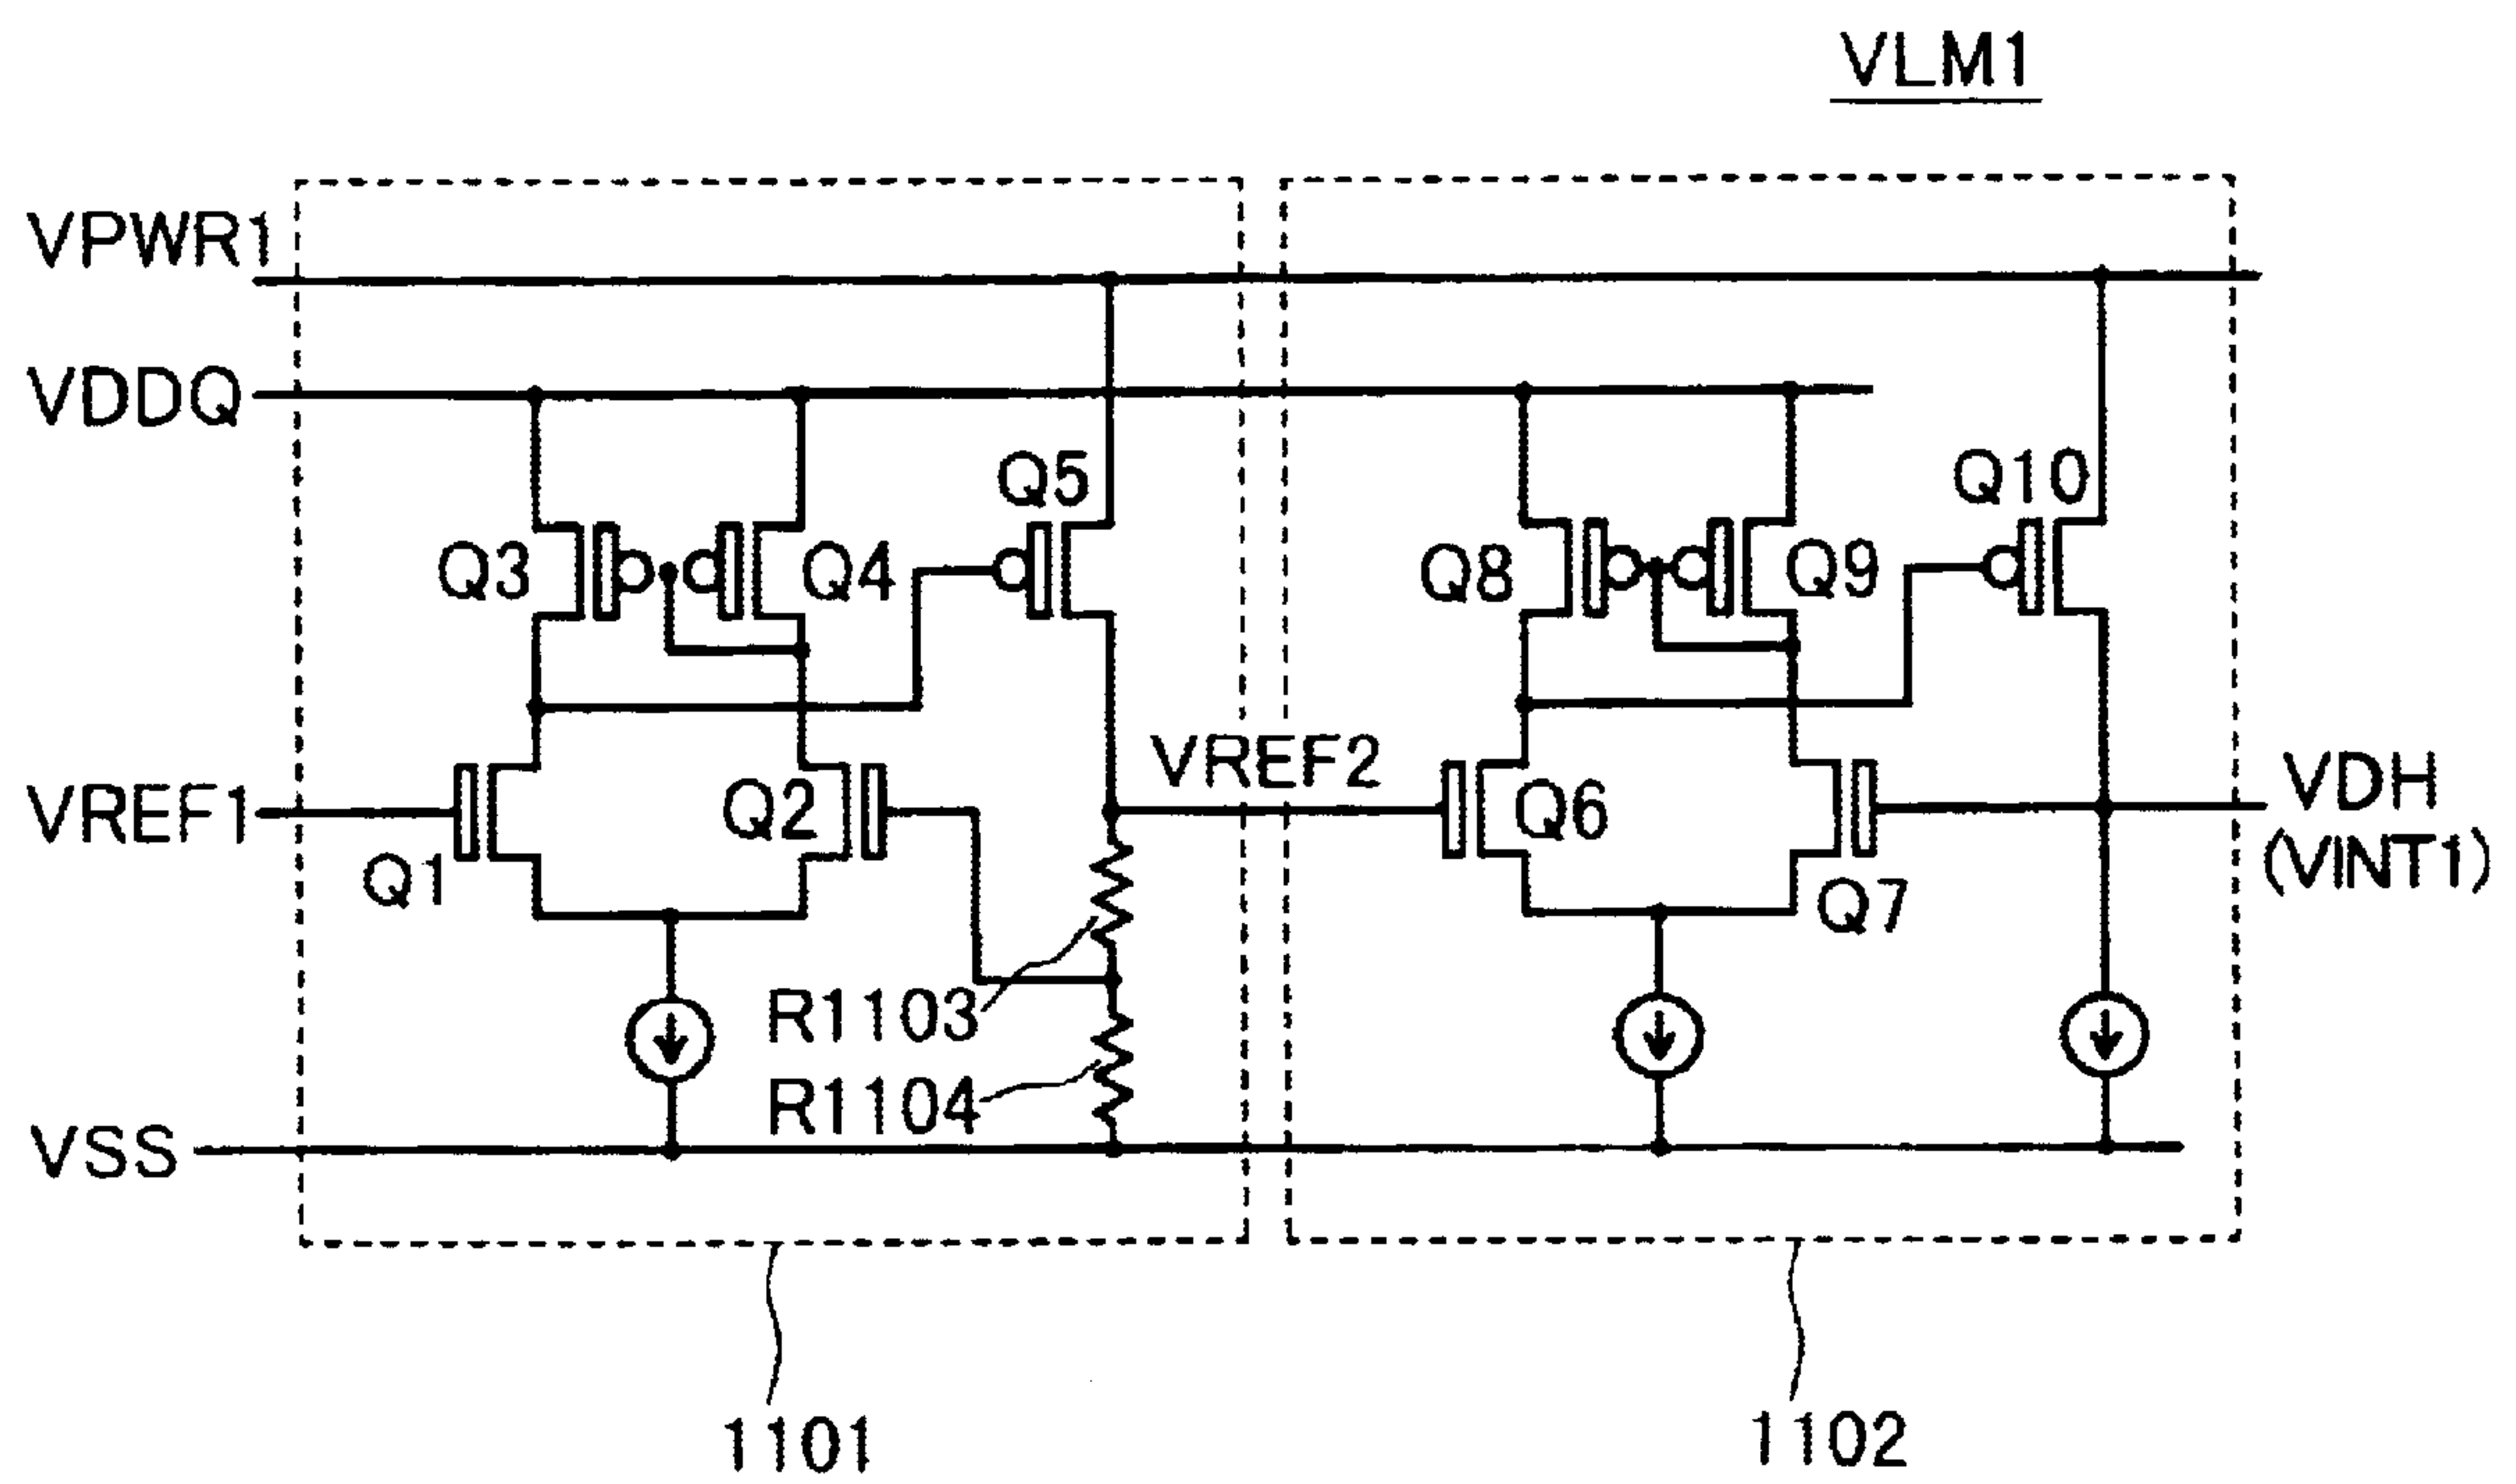 VLM1
VPWR1
VDDQ
Q5
Q10
Q3
Q4
Q8
Q9
VREF1
Q1
Q2
VREF2
Q6
Q7
VDH
(VINT1)
R1103
R1104
VSS
1101
1102